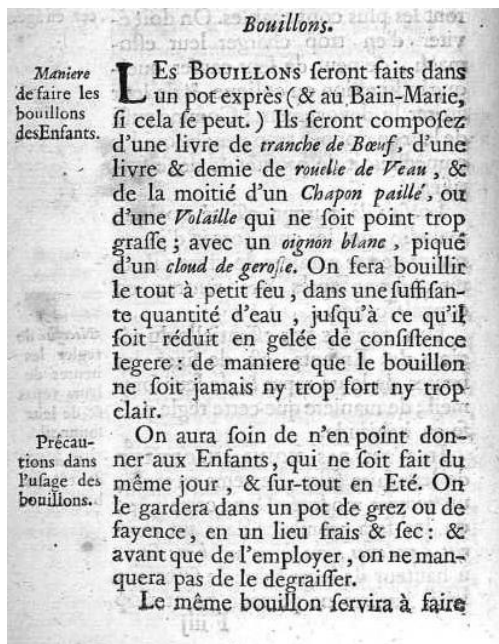 Bouillons.
Maniere
de faire les
bouillons
des Enfants.
LEs BOUILLONS ſeront faits dans
un pot exprès (& au Bain-Marie,
ſi cela ſe peut.) Ils ſeront compoſez
d'une livre de tranche de Bœuf, d'une
livre & demie de rouelle de Veau, &
de la moitié d'un Chapon paillé, ou
d'une Volaille qui ne ſoit point trop
graſſe ; avec un oignon blanc, piqué
d'un cloud de gerofle. On fera bouillir
le tout à petit feu, dans une ſuffiſan-
te quantité d'eau, juſqu'à ce qu'il
ſoit réduit en gelée de conſiſtence
legere : de maniere que le bouillon
ne ſoit jamais ny trop fort ny trop
clair.
Précau-
tions dans
l'uſage des
bouillons.
On aura ſoin de n'en point don-
ner aux Enfants, qui ne ſoit fait du
même jour, & ſur-tout en Eté. On
le gardera dans un pot de grez ou de
fayence, en un lieu frais & ſec : &
avant que de l'employer, on ne man-
quera pas de le degraiſſer.
Le même bouillon ſervira à faire